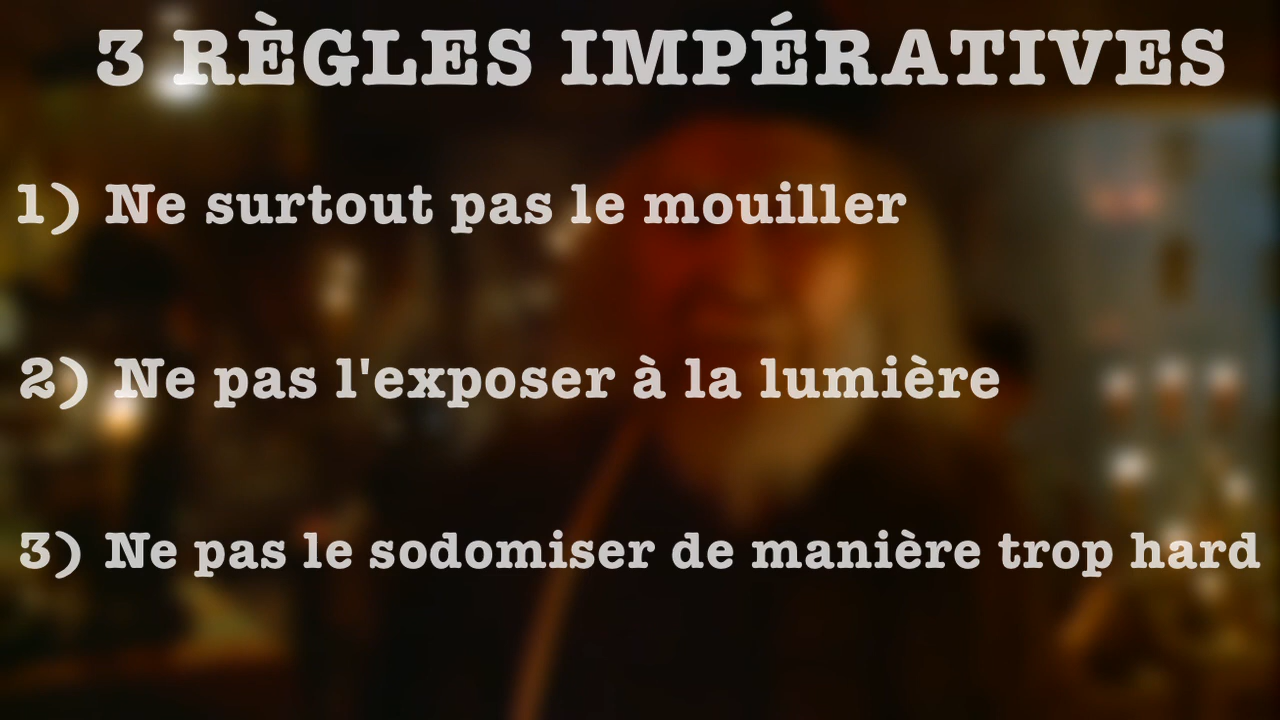 3 RÈGLES IMPÉRATIVES
1) Ne surtout pas le mouiller
2) Ne pas l'exposer à la lumière
3) Ne pas le sodomiser de manière trop hard